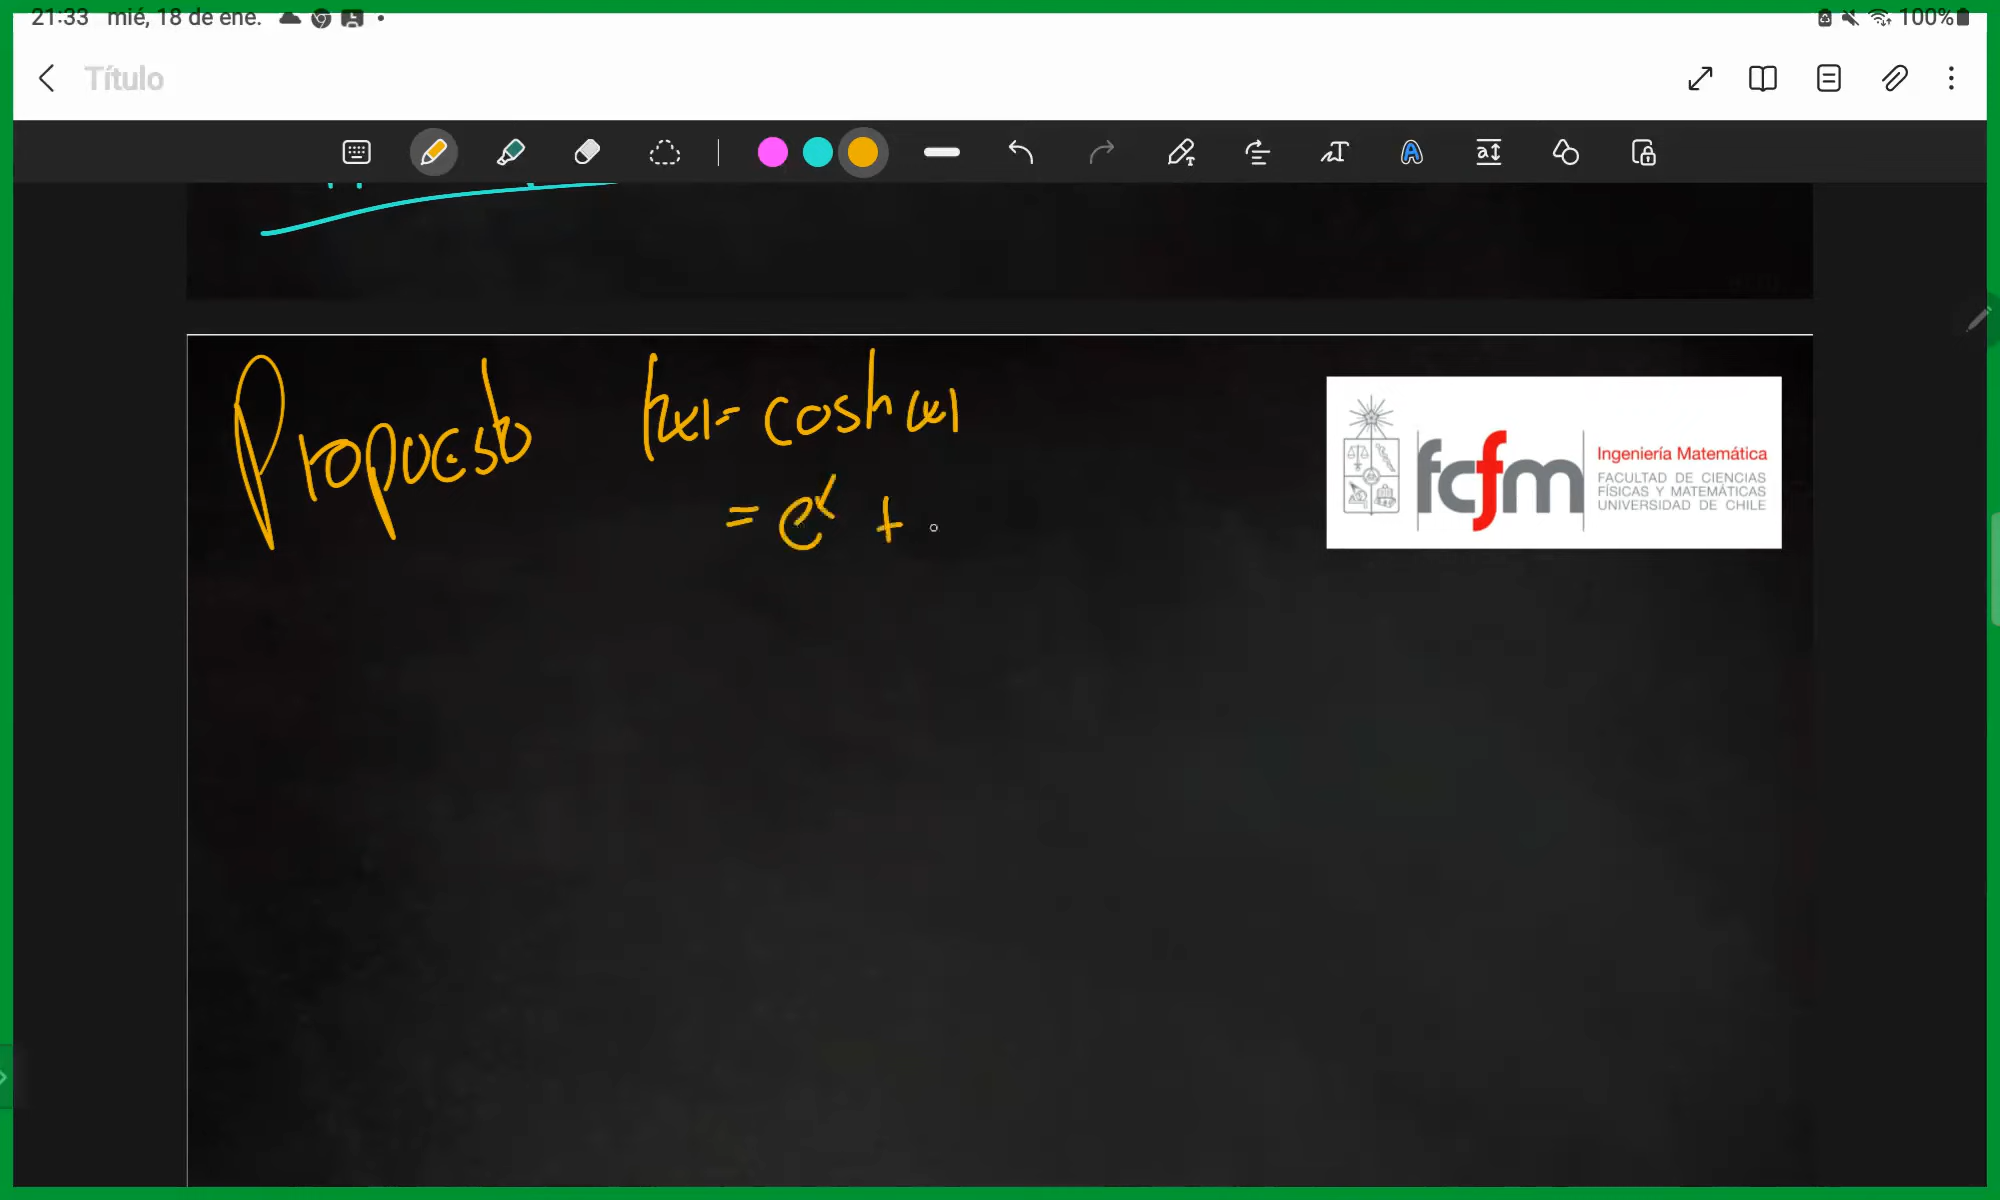 21:33 mié, 18 de ene.
100%
Título
Propuesto f(x)= cosh(x)
= eˣ +
fcfm
Ingeniería Matemática
FACULTAD DE CIENCIAS
FÍSICAS Y MATEMÁTICAS
UNIVERSIDAD DE CHILE